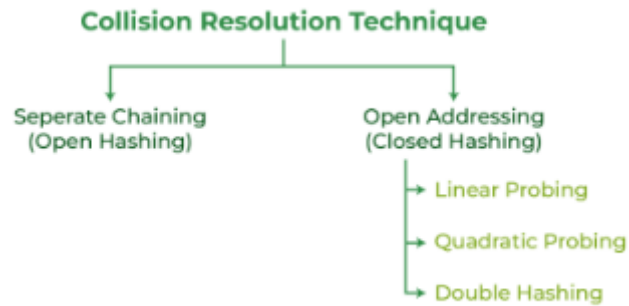 Collision Resolution Technique
Seperate Chaining
(Open Hashing)
Open Addressing
(Closed Hashing)
Linear Probing
Quadratic Probing
Double Hashing